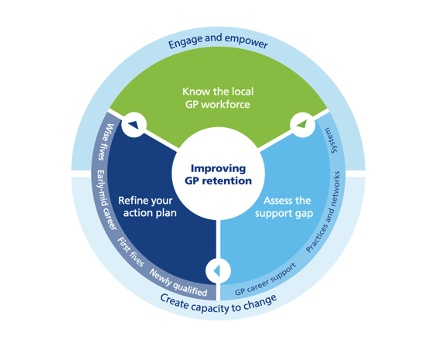 Engage and empower
Know the local
GP workforce
Improving
GP retention
Refine your
action plan
Assess the
support gap
Wise fives
Early-mid career
First fives
Newly qualified
System
Practices and networks
GP career support
Create capacity to change